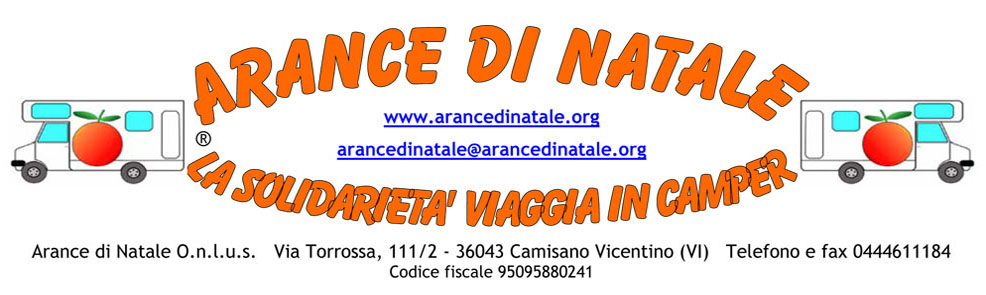 ARANCE DI NATALE
www.arancedinatale.org
®
arancedinatale@arancedinatale.org
LA SOLIDARIETA' VIAGGIA IN CAMPER
Arance di Natale O.n.l.u.s. Via Torrossa, 111/2 - 36043 Camisano Vicentino (VI) Telefono e fax 0444611184
Codice fiscale 95095880241